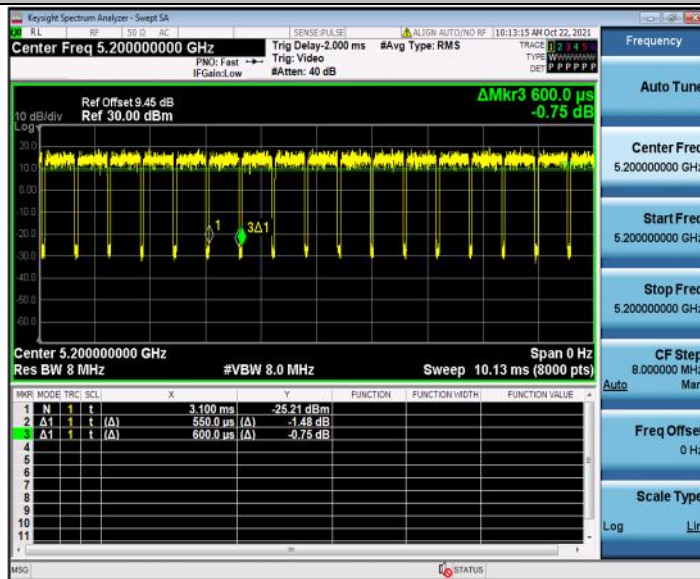 Keysight Spectrum Analyzer - Swept SA
RL RF 50 Ω AC SENSE:PULSE ALIGN AUTO/NO RF 10:13:15 AM Oct 22, 2021
Center Freq 5.200000000 GHz
PNO: Fast
IFGain:Low
Trig Delay-2.000 ms
Trig: Video
#Atten: 40 dB
#Avg Type: RMS
TRACE 1 2 3 4 5 6
TYPE W
DET P P P P P P
ΔMkr3 600.0 µs
-0.75 dB
Ref Offset 9.45 dB
10 dB/div Ref 30.00 dBm
Log
20.0
10.0
0.00
-10.0
-20.0
-30.0
-40.0
-50.0
-60.0
1
3Δ1
Center 5.200000000 GHz Span 0 Hz
Res BW 8 MHz #VBW 8.0 MHz Sweep 10.13 ms (8000 pts)
MKR MODE TRC SCL X Y FUNCTION FUNCTION WIDTH FUNCTION VALUE
1 N 1 t 3.100 ms -25.21 dBm
2 Δ1 1 t (Δ) 550.0 µs (Δ) -1.48 dB
3 Δ1 1 t (Δ) 600.0 µs (Δ) -0.75 dB
4
5
6
7
8
9
10
11
MSG STATUS
Frequency
Auto Tune
Center Freq
5.200000000 GHz
Start Freq
5.200000000 GHz
Stop Freq
5.200000000 GHz
CF Step
8.000000 MHz
Auto Man
Freq Offset
0 Hz
Scale Type
Log Lin